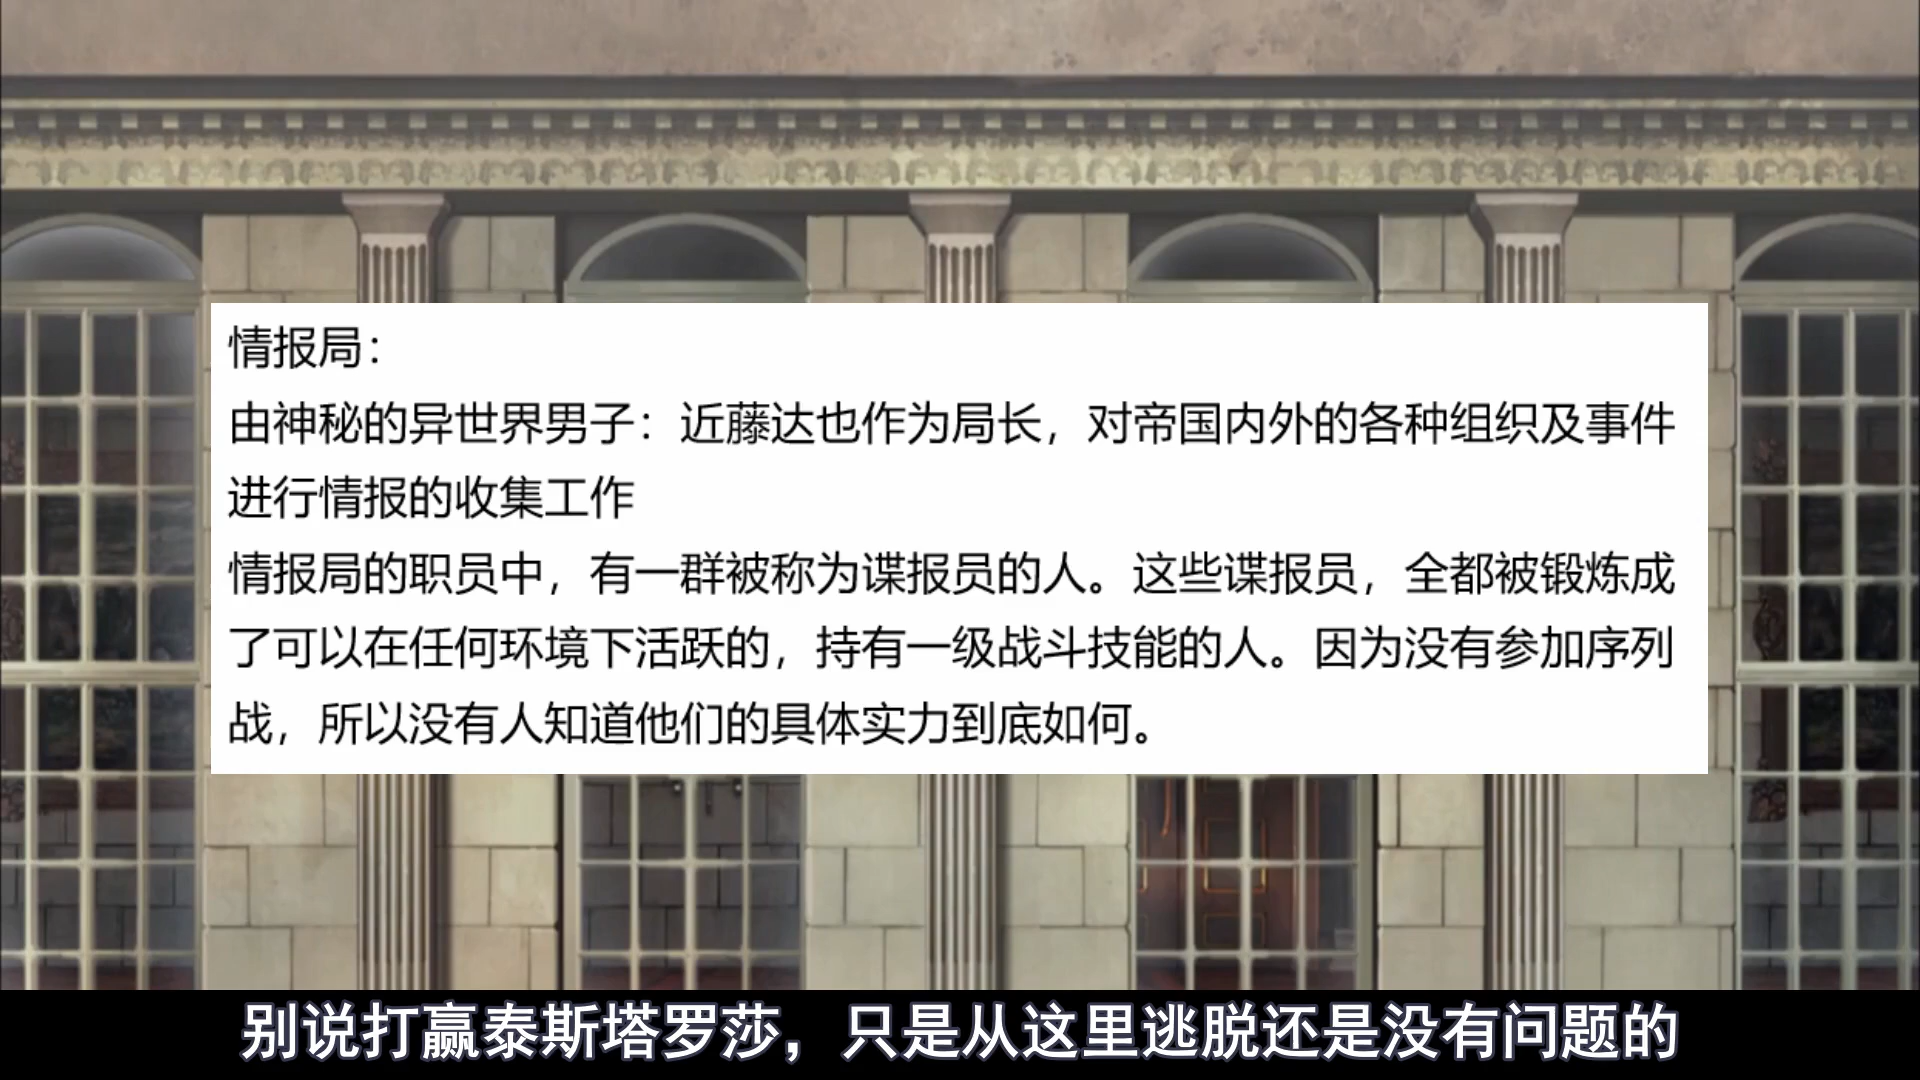 情报局：
由神秘的异世界男子：近藤达也作为局长，对帝国内外的各种组织及事件
进行情报的收集工作
情报局的职员中，有一群被称为谍报员的人。这些谍报员，全都被锻炼成
了可以在任何环境下活跃的，持有一级战斗技能的人。因为没有参加序列
战，所以没有人知道他们的具体实力到底如何。
别说打赢泰斯塔罗莎，只是从这里逃脱还是没有问题的